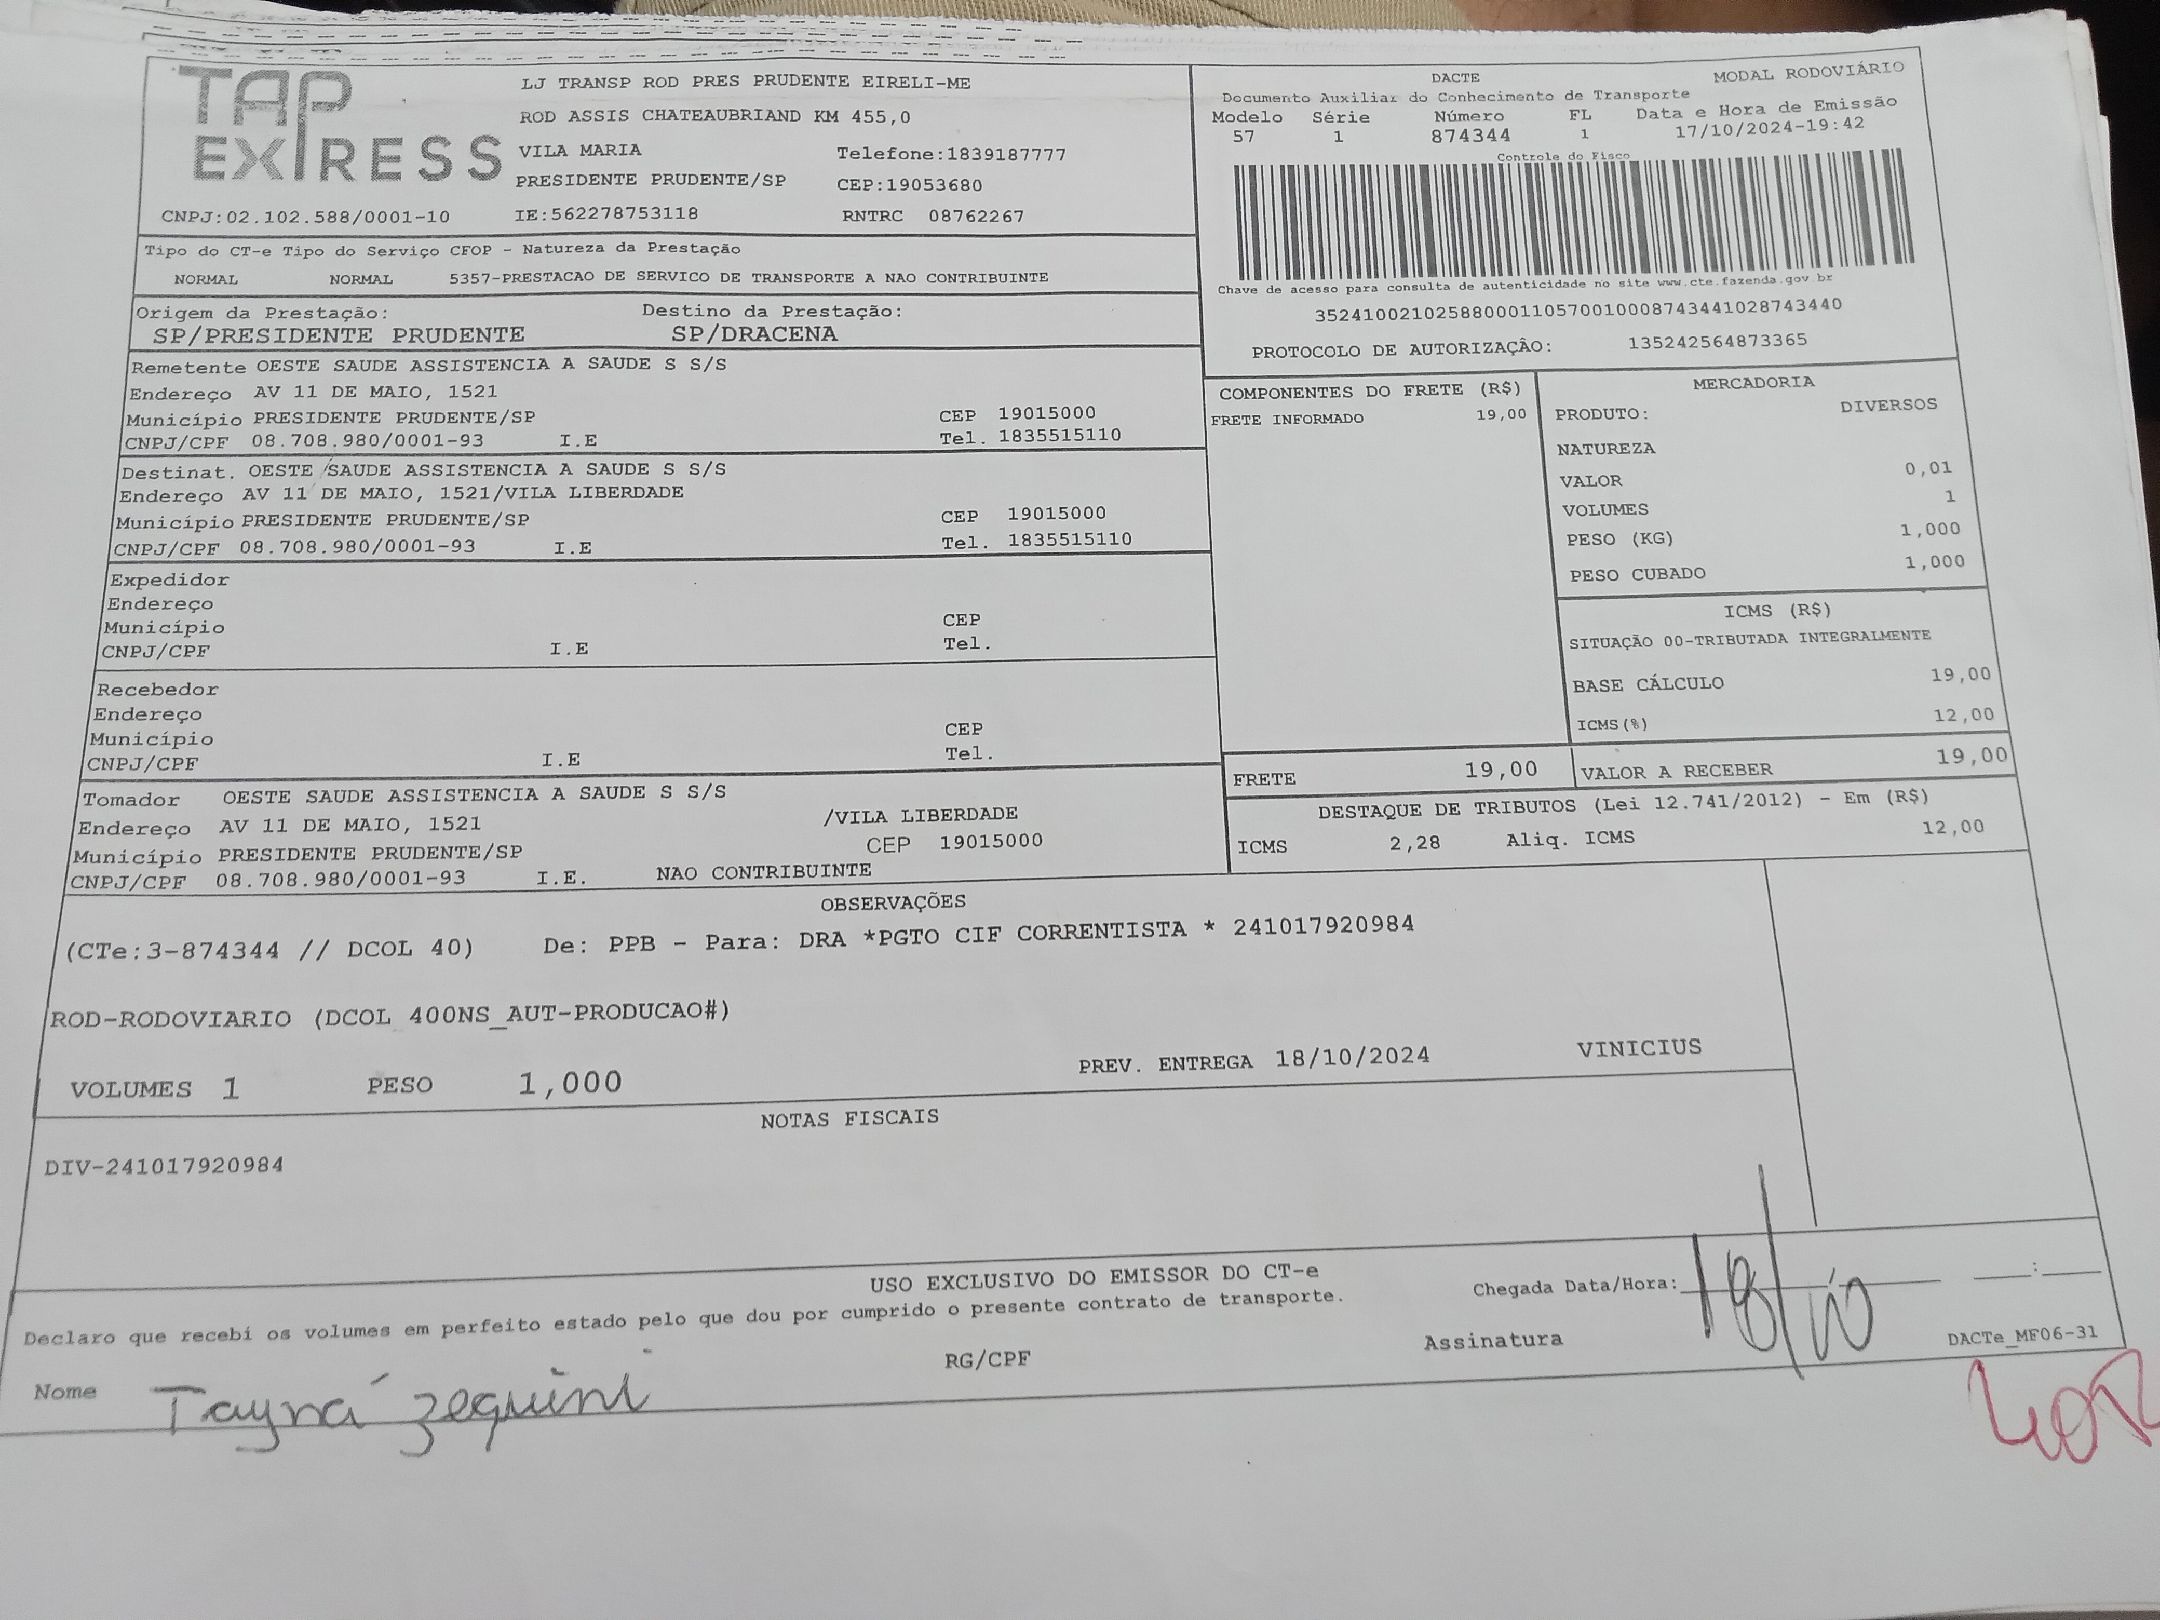 TAP
EXPRESS
LJ TRANSP ROD PRES PRUDENTE EIRELI-ME
ROD ASSIS CHATEAUBRIAND KM 455,0
VILA MARIA Telefone:1839187777
PRESIDENTE PRUDENTE/SP CEP:19053680
CNPJ:02.102.588/0001-10 IE:562278753118 RNTRC 08762267
DACTE MODAL RODOVIÁRIO
Documento Auxiliar do Conhecimento de Transporte
Modelo Série Número FL Data e Hora de Emissão
57 1 874344 1 17/10/2024-19:42
Controle do Fisco
Chave de acesso para consulta de autenticidade no site www.cte.fazenda.gov.br
35241002102588000110570010008743441028743440
PROTOCOLO DE AUTORIZAÇÃO: 135242564873365
Tipo do CT-e Tipo do Serviço CFOP - Natureza da Prestação
NORMAL NORMAL 5357-PRESTACAO DE SERVICO DE TRANSPORTE A NAO CONTRIBUINTE
Origem da Prestação: Destino da Prestação:
SP/PRESIDENTE PRUDENTE SP/DRACENA
Remetente OESTE SAUDE ASSISTENCIA A SAUDE S S/S
Endereço AV 11 DE MAIO, 1521
Município PRESIDENTE PRUDENTE/SP CEP 19015000
CNPJ/CPF 08.708.980/0001-93 I.E Tel. 1835515110
Destinat. OESTE SAUDE ASSISTENCIA A SAUDE S S/S
Endereço AV 11 DE MAIO, 1521/VILA LIBERDADE
Município PRESIDENTE PRUDENTE/SP CEP 19015000
CNPJ/CPF 08.708.980/0001-93 I.E Tel. 1835515110
Expedidor
Endereço
Município CEP
CNPJ/CPF I.E Tel.
Recebedor
Endereço
Município CEP
CNPJ/CPF I.E Tel.
Tomador OESTE SAUDE ASSISTENCIA A SAUDE S S/S
Endereço AV 11 DE MAIO, 1521 /VILA LIBERDADE
Município PRESIDENTE PRUDENTE/SP CEP 19015000
CNPJ/CPF 08.708.980/0001-93 I.E. NAO CONTRIBUINTE
COMPONENTES DO FRETE (R$)
FRETE INFORMADO 19,00
MERCADORIA
PRODUTO: DIVERSOS
NATUREZA
VALOR 0,01
VOLUMES 1
PESO (KG) 1,000
PESO CUBADO 1,000
ICMS (R$)
SITUAÇÃO 00-TRIBUTADA INTEGRALMENTE
BASE CÁLCULO 19,00
ICMS(%) 12,00
FRETE 19,00 VALOR A RECEBER 19,00
DESTAQUE DE TRIBUTOS (Lei 12.741/2012) - Em (R$)
ICMS 2,28 Aliq. ICMS 12,00
OBSERVAÇÕES
(CTe:3-874344 // DCOL 40) De: PPB - Para: DRA *PGTO CIF CORRENTISTA * 241017920984
ROD-RODOVIARIO (DCOL 400NS_AUT-PRODUCAO#)
VOLUMES 1 PESO 1,000 PREV. ENTREGA 18/10/2024 VINICIUS
NOTAS FISCAIS
DIV-241017920984
USO EXCLUSIVO DO EMISSOR DO CT-e
Declaro que recebi os volumes em perfeito estado pelo que dou por cumprido o presente contrato de transporte.
Chegada Data/Hora: 18/10 :
Nome Tayná Zequini RG/CPF Assinatura DACTe_MF06-31